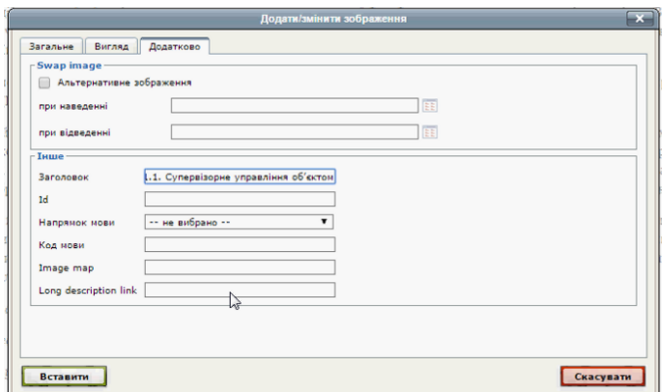 Додати/змінити зображення
Загальне Вигляд Додатково
Swap image
Альтернативне зображення
при наведенні
при відведенні
Інше
Заголовок 1.1. Супервізорне управління об'єктом
Id
Напрямок мови -- не вибрано --
Код мови
Image map
Long description link
Вставити Скасувати